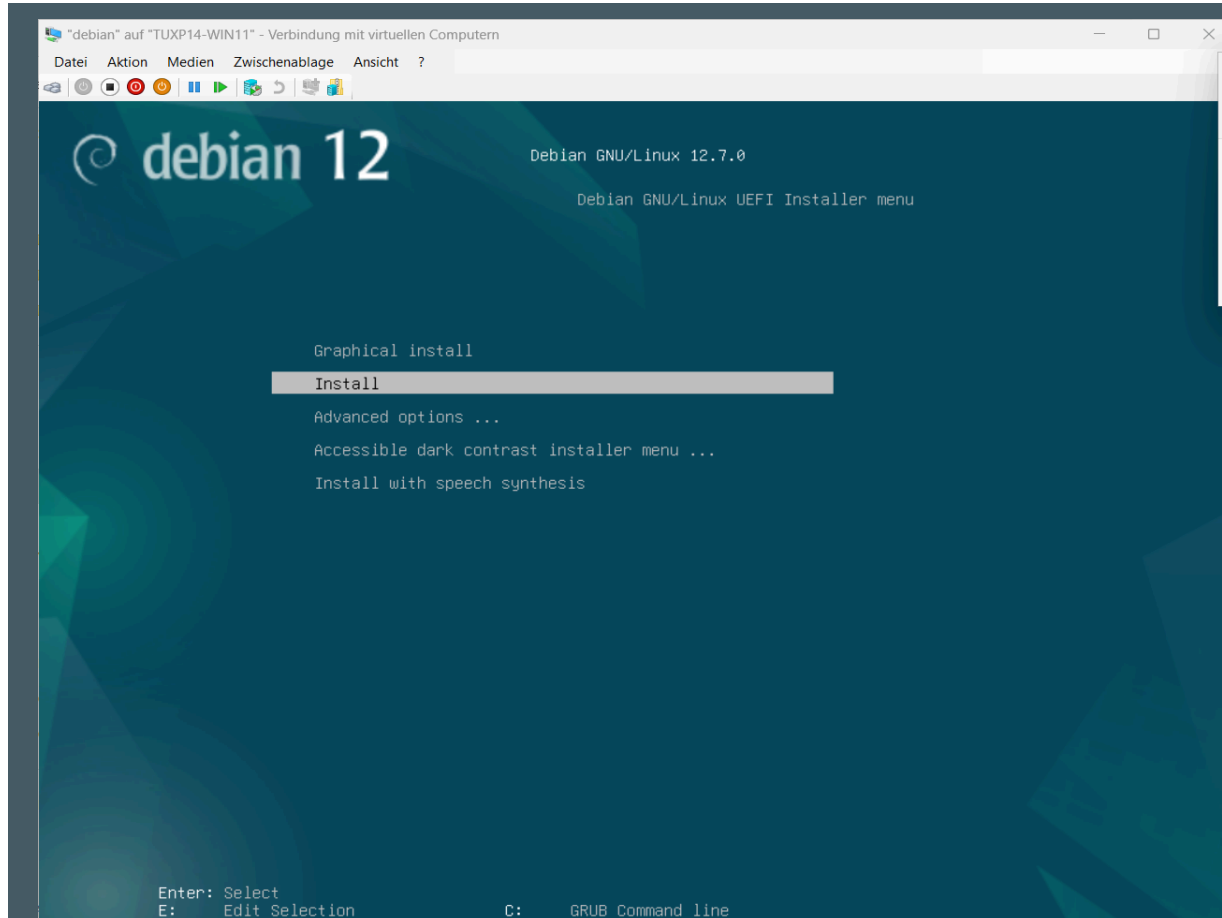 "debian" auf "TUXP14-WIN11" - Verbindung mit virtuellen Computern
Datei Aktion Medien Zwischenablage Ansicht ?
debian 12
Debian GNU/Linux 12.7.0
Debian GNU/Linux UEFI Installer menu
Graphical install
Install
Advanced options ...
Accessible dark contrast installer menu ...
Install with speech synthesis
Enter: Select
E: Edit Selection C: GRUB Command line